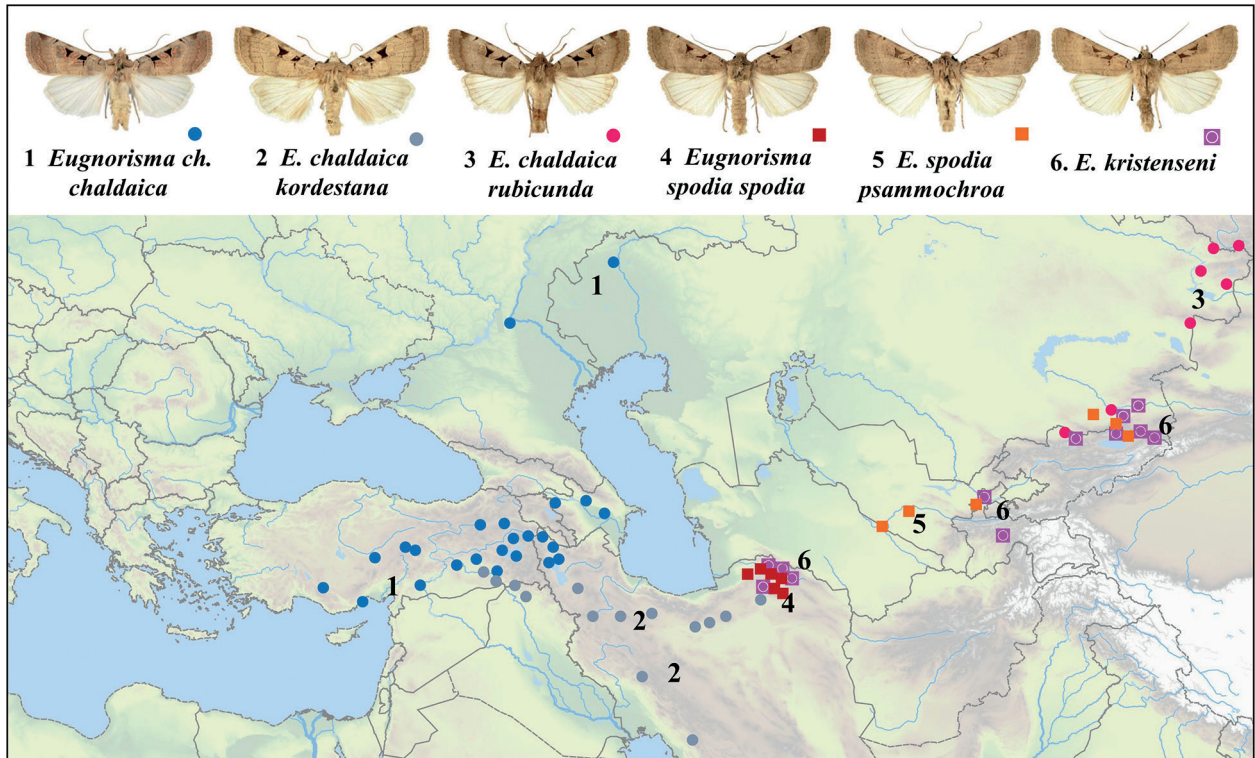 1 Eugnorisma ch.
chaldaica
2 E. chaldaica
kordestana
3 E. chaldaica
rubicunda
4 Eugnorisma
spodia spodia
5 E. spodia
psammochroa
6. E. kristenseni
1
3
6
5
6
6
4
1
2
2